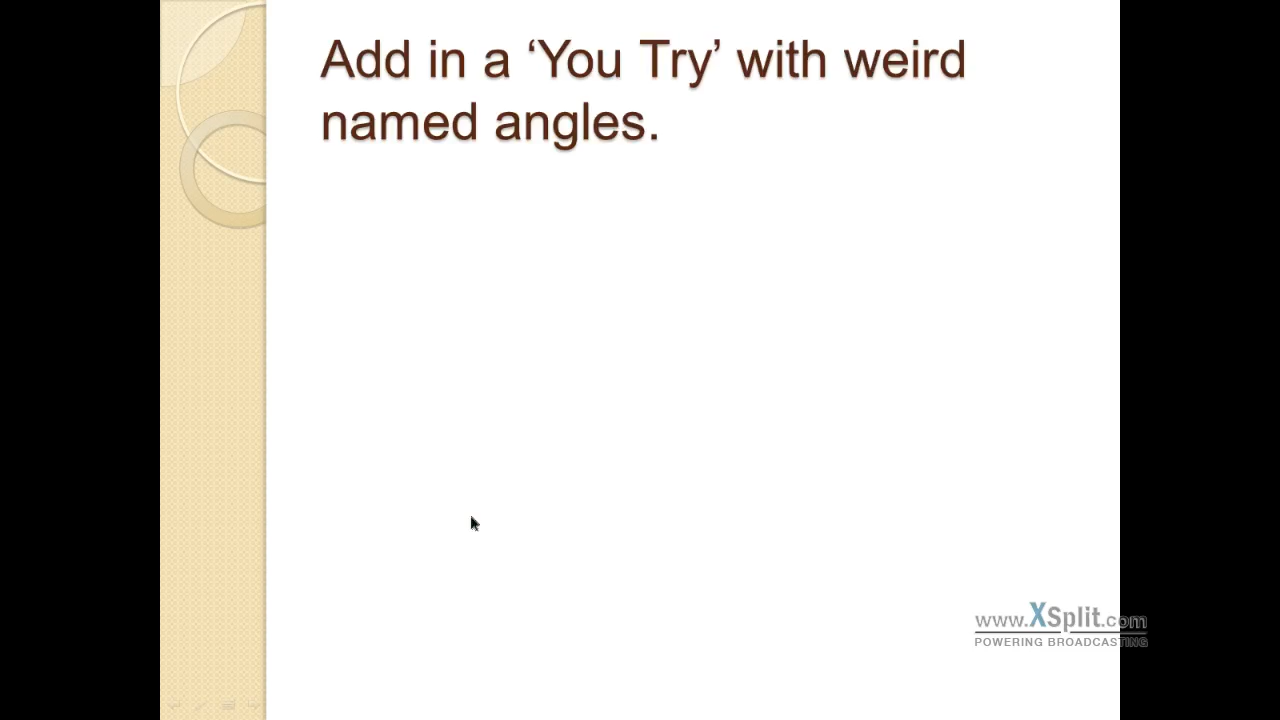 Add in a ‘You Try’ with weird
named angles.
www.XSplit.com
POWERING BROADCASTING